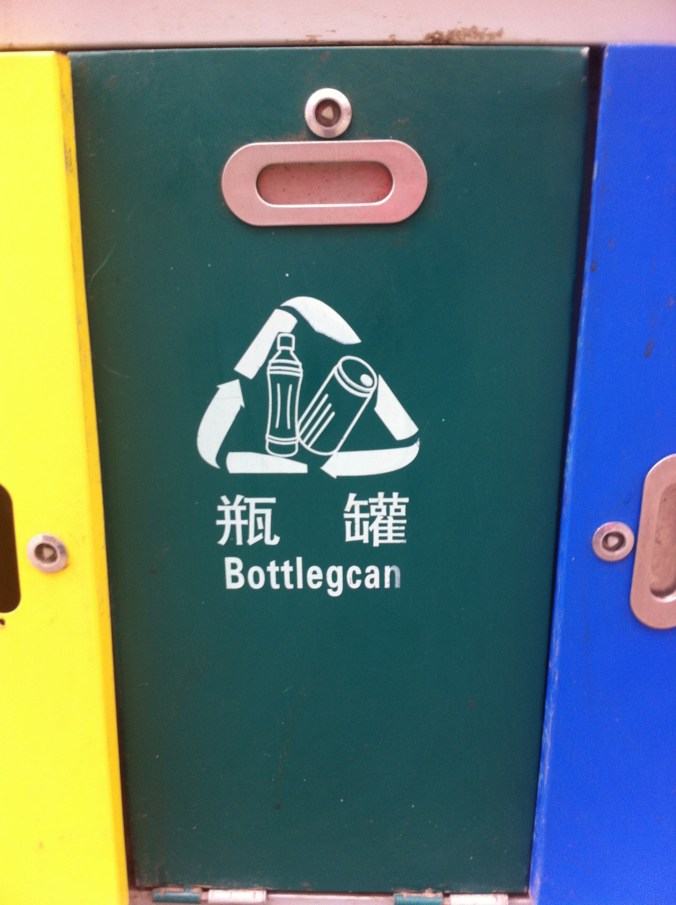 瓶 罐
Bottlegcan